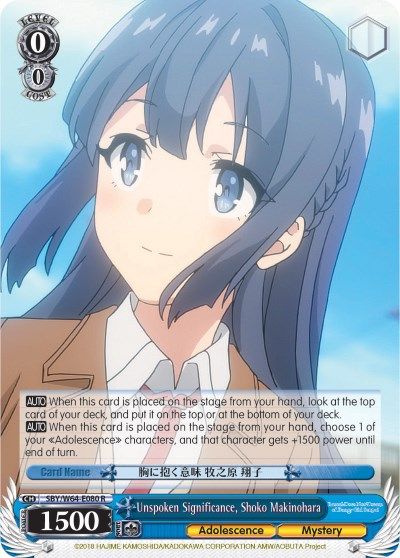 LEVEL
0
0
COST
AUTO When this card is placed on the stage from your hand, look at the top
card of your deck, and put it on top or at the bottom of your deck.
AUTO When this card is placed on the stage from your hand, choose 1 of
your «Adolescence» characters, and that character gets +1500 power until
end of turn.
Card Name 胸に抱く意味 牧之原 翔子
CH SBY/W64-E080 R
Unspoken Significance, Shoko Makinohara
POWER 1500
Adolescence Mystery
©2018 HAJIME KAMOSHIDA/KADOKAWA CORPORATION AMW/AOBUTA Project